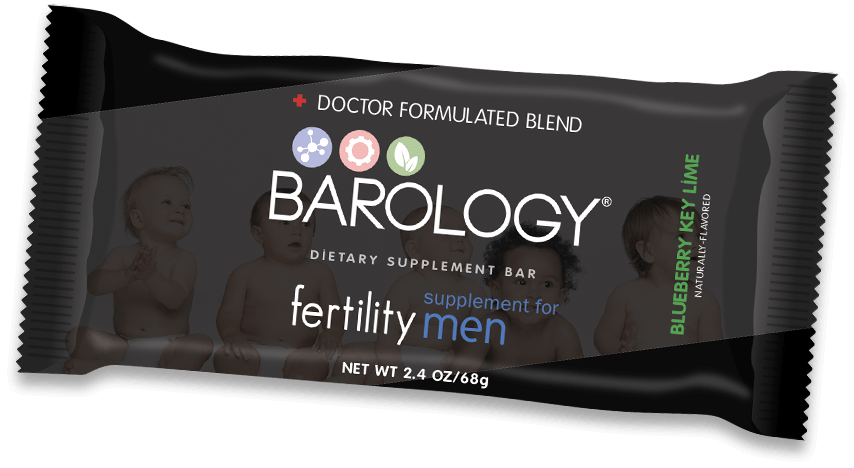 DOCTOR FORMULATED BLEND
BAROLOGY®
DIETARY SUPPLEMENT BAR
fertility supplement for men
NET WT 2.4 OZ/68g
BLUEBERRY KEY LIME
NATURALLY-FLAVORED